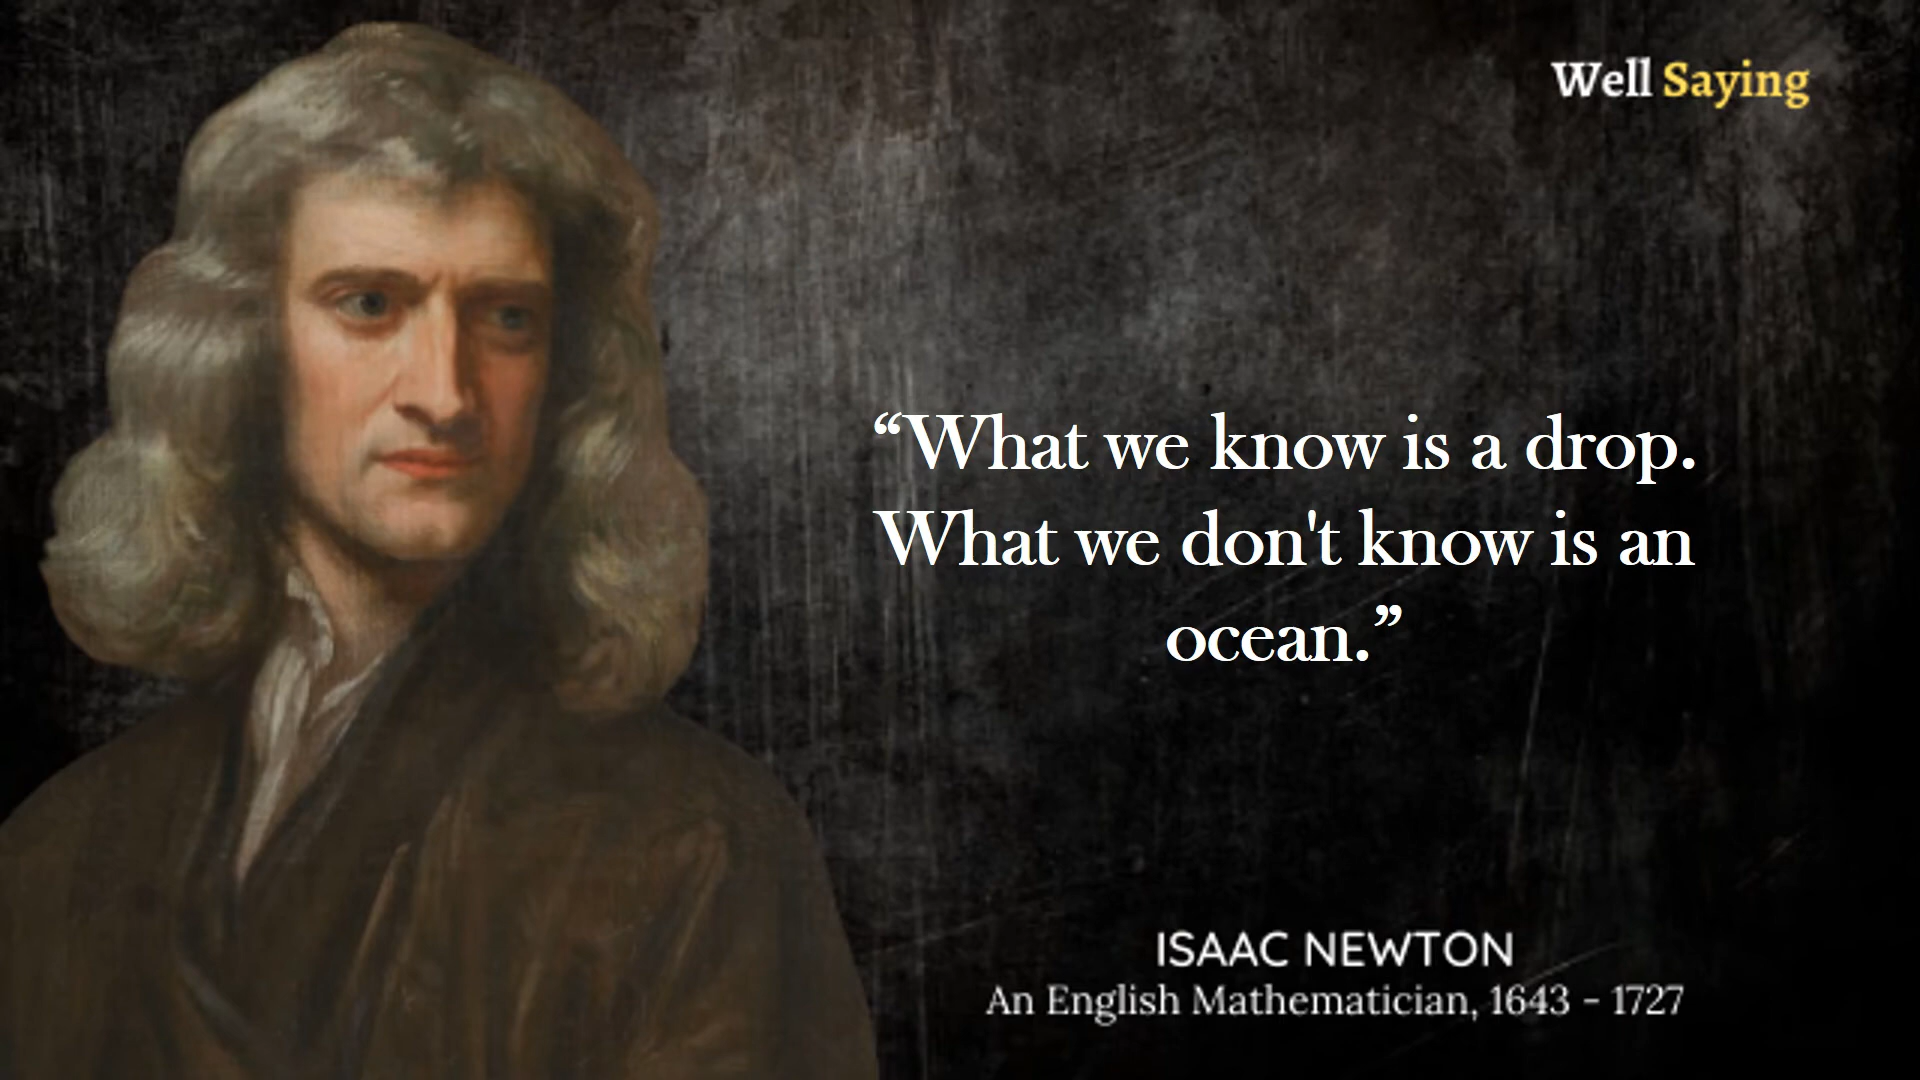 Well Saying
“What we know is a drop.
What we don't know is an
ocean.”
ISAAC NEWTON
An English Mathematician, 1643 - 1727